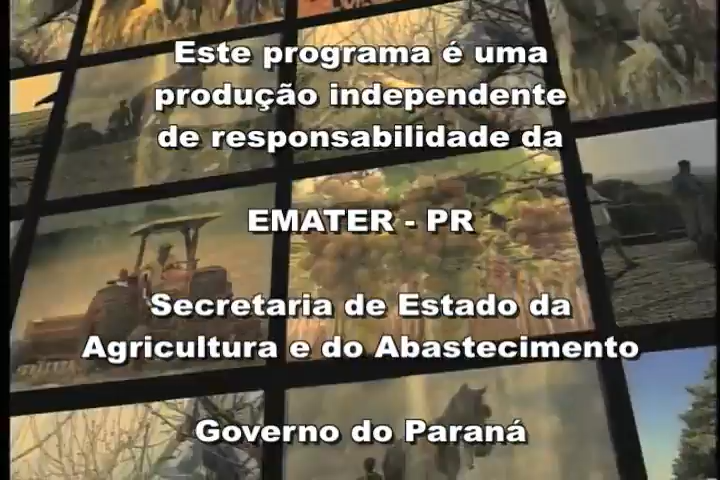 Este programa é uma
produção independente
de responsabilidade da
EMATER - PR
Secretaria de Estado da
Agricultura e do Abastecimento
Governo do Paraná